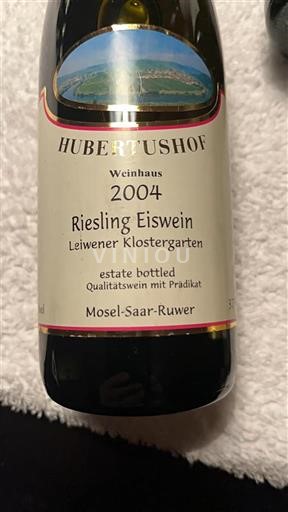 HUBERTUSHOF
Weinhaus
2004
Riesling Eiswein
Leiwener Klostergarten
VINIOU
estate bottled
Qualitätswein mit Prädikat
Mosel-Saar-Ruwer